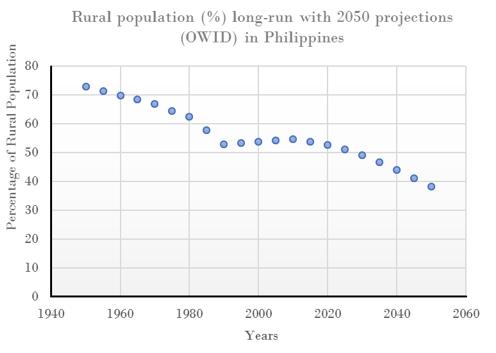 Rural population (%) long-run with 2050 projections
(OWID) in Philippines
Percentage of Rural Population
80
70
60
50
40
30
20
10
0
1940 1960 1980 2000 2020 2040 2060
Years